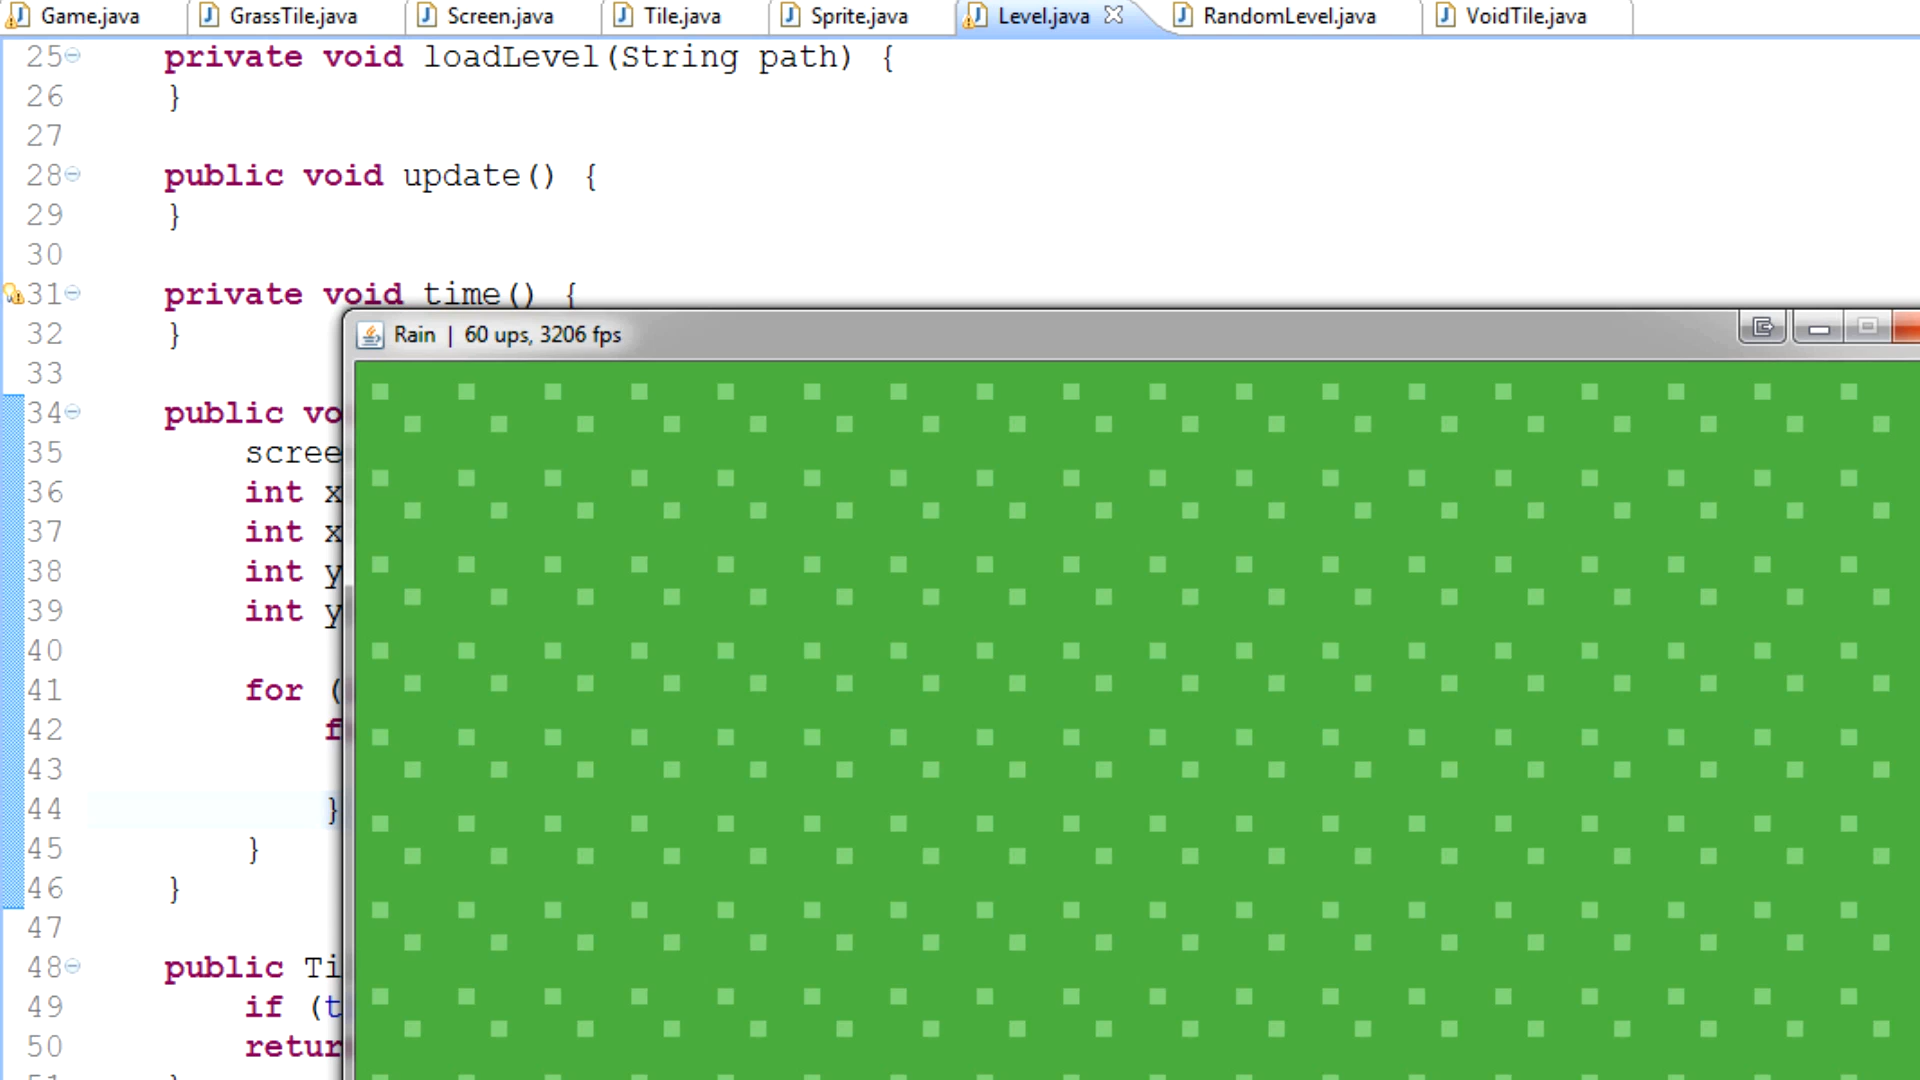 Game.java GrassTile.java Screen.java Tile.java Sprite.java Level.java RandomLevel.java VoidTile.java
25 private void loadLevel(String path) {
26 }
27
28 public void update() {
29 }
30
31 private void time() {
32 }
Rain | 60 ups, 3206 fps
33
34 public vo
35 scree
36 int x
37 int x
38 int y
39 int y
40
41 for (
42 f
43
44 }
45 }
46 }
47
48 public Ti
49 if (t
50 retur
51 }